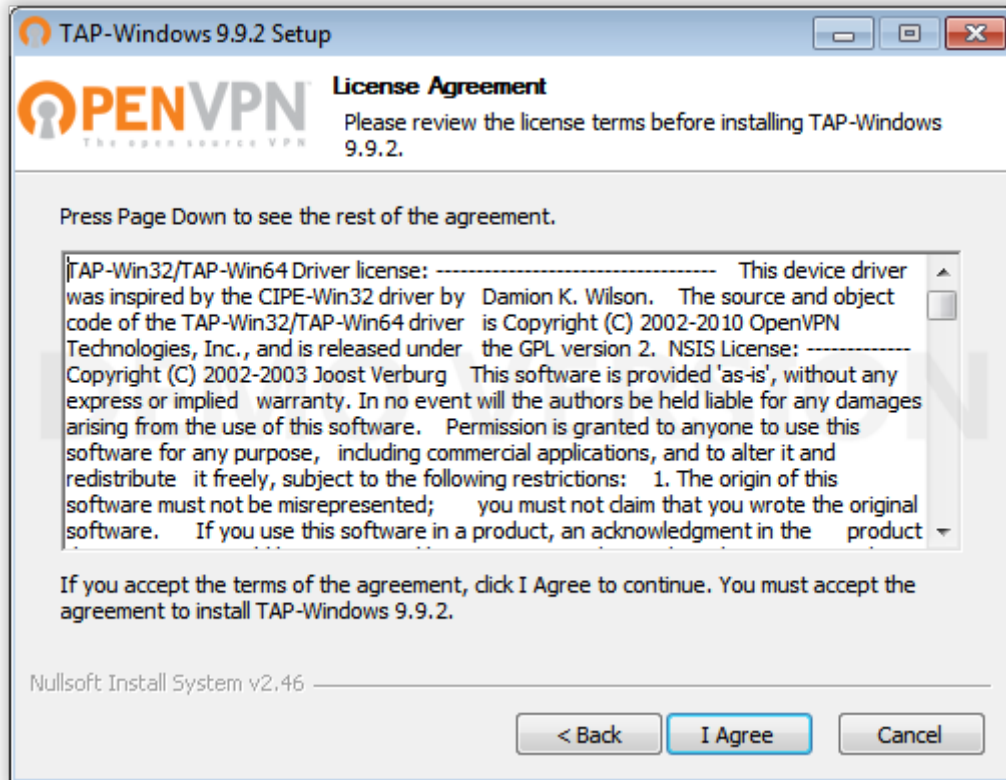 TAP-Windows 9.9.2 Setup
OPENVPN
The open source VPN
License Agreement
Please review the license terms before installing TAP-Windows
9.9.2.
Press Page Down to see the rest of the agreement.
TAP-Win32/TAP-Win64 Driver license: ----------------------------------- This device driver
was inspired by the CIPE-Win32 driver by Damion K. Wilson. The source and object
code of the TAP-Win32/TAP-Win64 driver is Copyright (C) 2002-2010 OpenVPN
Technologies, Inc., and is released under the GPL version 2. NSIS License: -------------
Copyright (C) 2002-2003 Joost Verburg This software is provided 'as-is', without any
express or implied warranty. In no event will the authors be held liable for any damages
arising from the use of this software. Permission is granted to anyone to use this
software for any purpose, including commercial applications, and to alter it and
redistribute it freely, subject to the following restrictions: 1. The origin of this
software must not be misrepresented; you must not claim that you wrote the original
software. If you use this software in a product, an acknowledgment in the product
If you accept the terms of the agreement, click I Agree to continue. You must accept the
agreement to install TAP-Windows 9.9.2.
Nullsoft Install System v2.46
< Back
I Agree
Cancel
DEMO VERSION